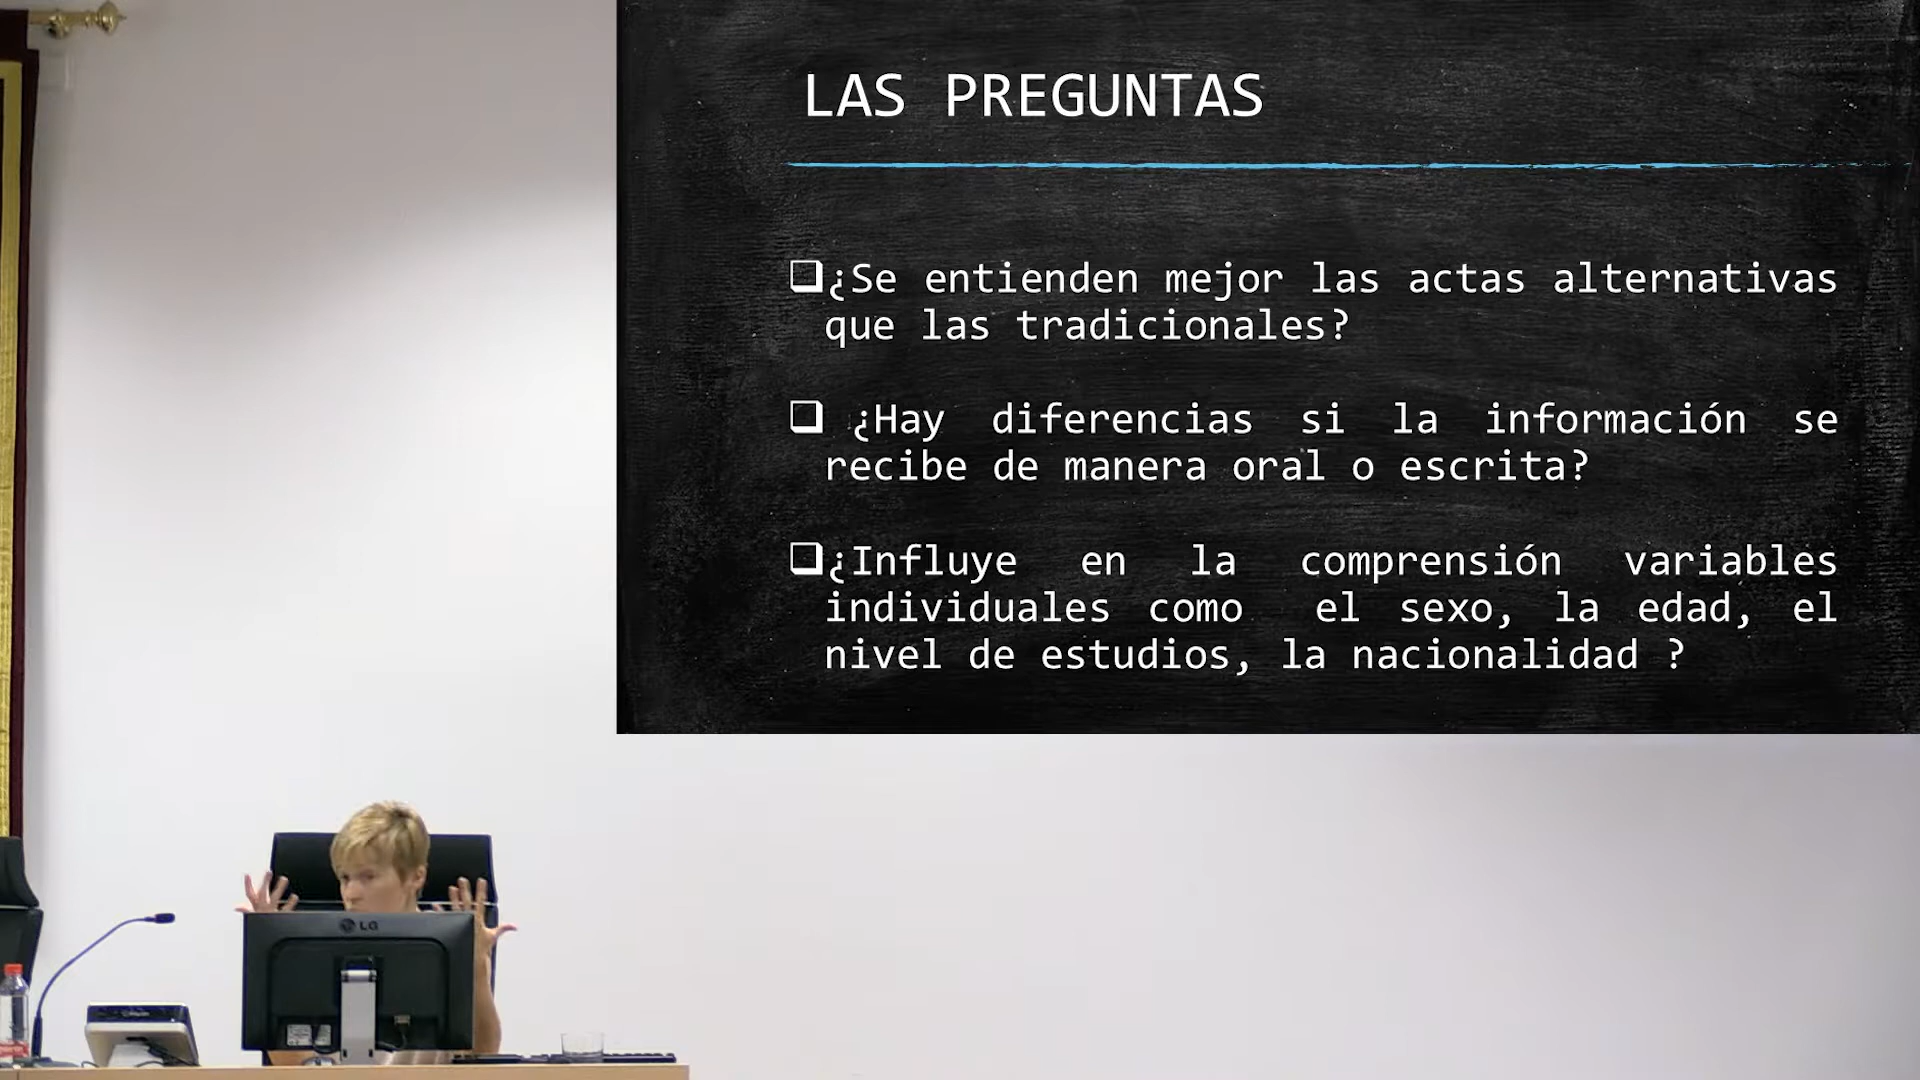 LAS PREGUNTAS
¿Se entienden mejor las actas alternativas
que las tradicionales?
¿Hay diferencias si la información se
recibe de manera oral o escrita?
¿Influye en la comprensión variables
individuales como el sexo, la edad, el
nivel de estudios, la nacionalidad ?
LG